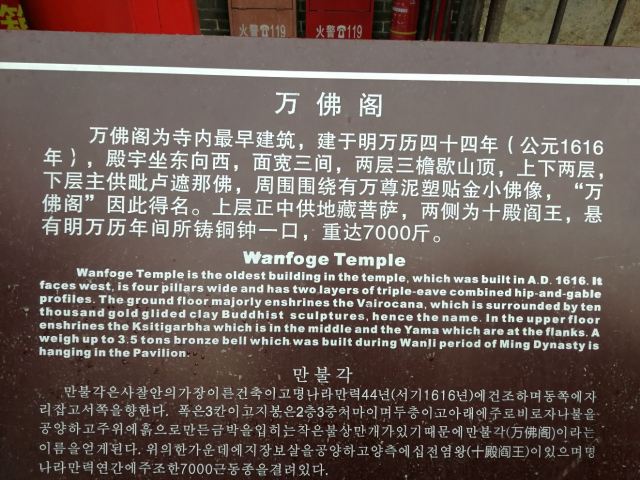 火警☎119
火警☎119
万佛阁
万佛阁为寺内最早建筑，建于明万历四十四年（公元1616
年），殿宇坐东向西，面宽三间，两层三檐歇山顶，上下两层，
下层主供毗卢遮那佛，周围围绕有万尊泥塑贴金小佛像，“万
佛阁”因此得名。上层正中供地藏菩萨，两侧为十殿阎王，悬
有明万历年间所铸铜钟一口，重达7000斤。
Wanfoge Temple
Wanfoge Temple is the oldest building in the temple, which was built in A.D. 1616. It
faces west, is four pillars wide and has two layers of triple-eave combined hip-and-gable
profiles. The ground floor majorly enshrines the Vairocana, which is surrounded by ten
thousand gold glided clay Buddhist sculptures, hence the name. In the upper floor
enshrines the Ksitigarbha which is in the middle and the Yama which are at the flanks. A
weigh up to 3.5 tons bronze bell which was built during Wanli period of Ming Dynasty is
hanging in the Pavilion.
만불각
만불각은사찰안의가장이른건축이고명나라만력44년(서기1616년)에건조하며동쪽에자
리잡고서쪽을향한다. 폭은3칸이고지붕은2층3중처마이며두층이고아래엔주로비로자나불을
공양하고주위에흙으로만든금박을입히는작은불상만개가있기때문에만불각(万佛阁)이라는
이름을얻게된다. 위의한가운데에지장보살을공양하고양측에십전염왕(十殿阎王)이있으며명
나라만력연간에주조한7000근동종을걸려있다.